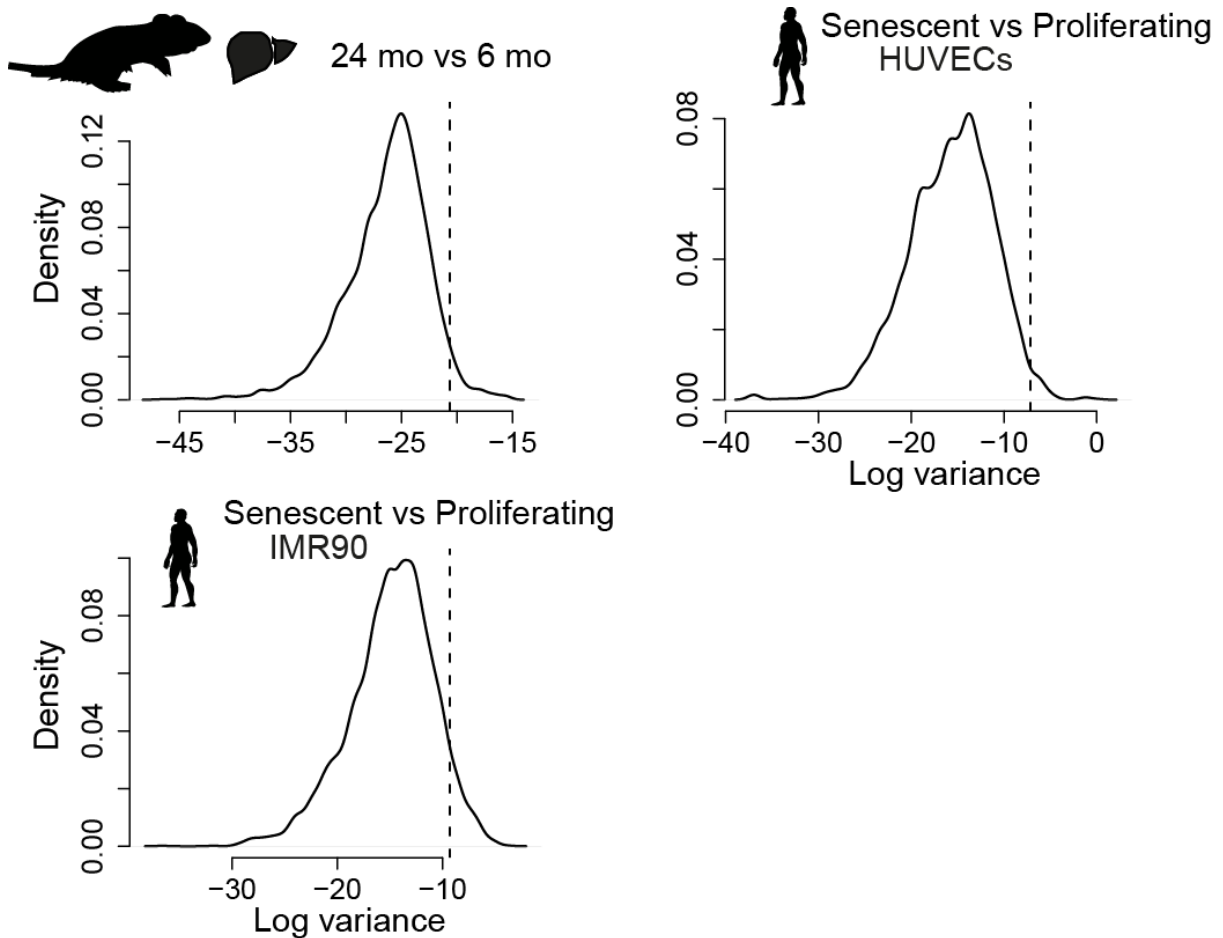 24 mo vs 6 mo
Density
0.00 0.04 0.08 0.12
−45 −35 −25 −15
Senescent vs Proliferating
HUVECs
0.00 0.04 0.08
−40 −30 −20 −10 0
Log variance
Senescent vs Proliferating
IMR90
Density
0.00 0.04 0.08
−30 −20 −10
Log variance